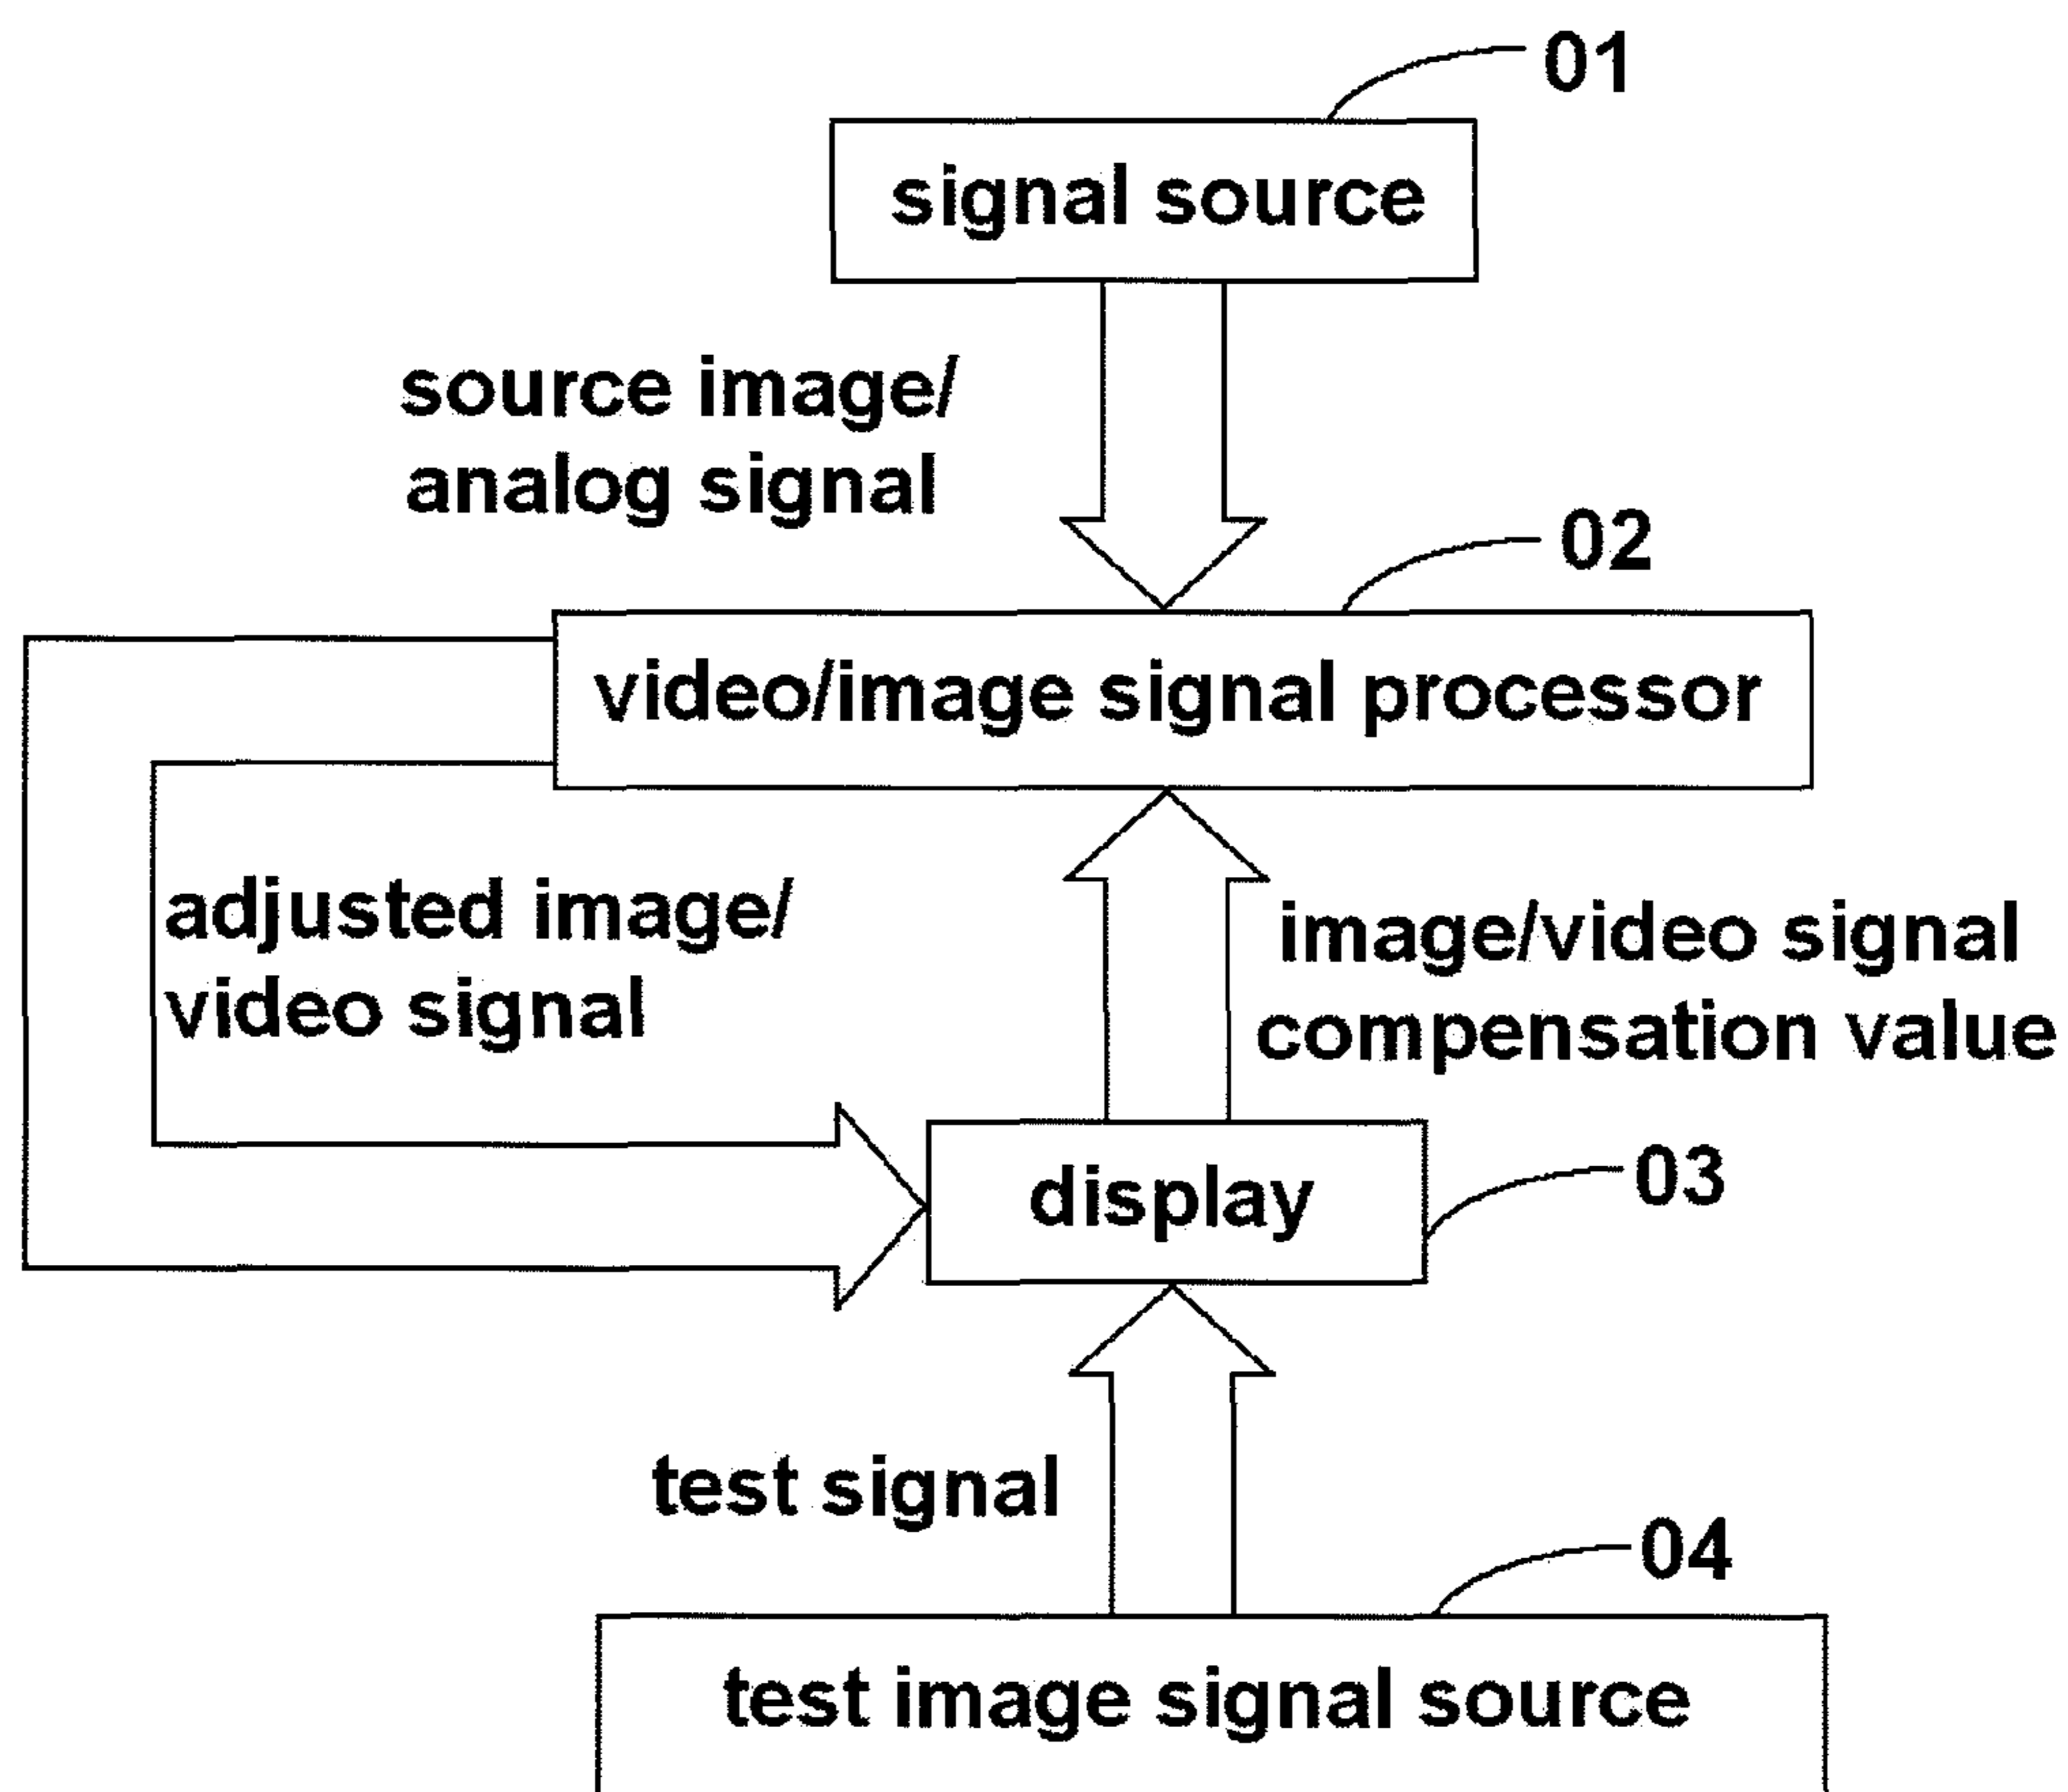 01
signal source
source image/
analog signal
02
video/image signal processor
adjusted image/
video signal
image/video signal
compensation value
display
03
test signal
04
test image signal source